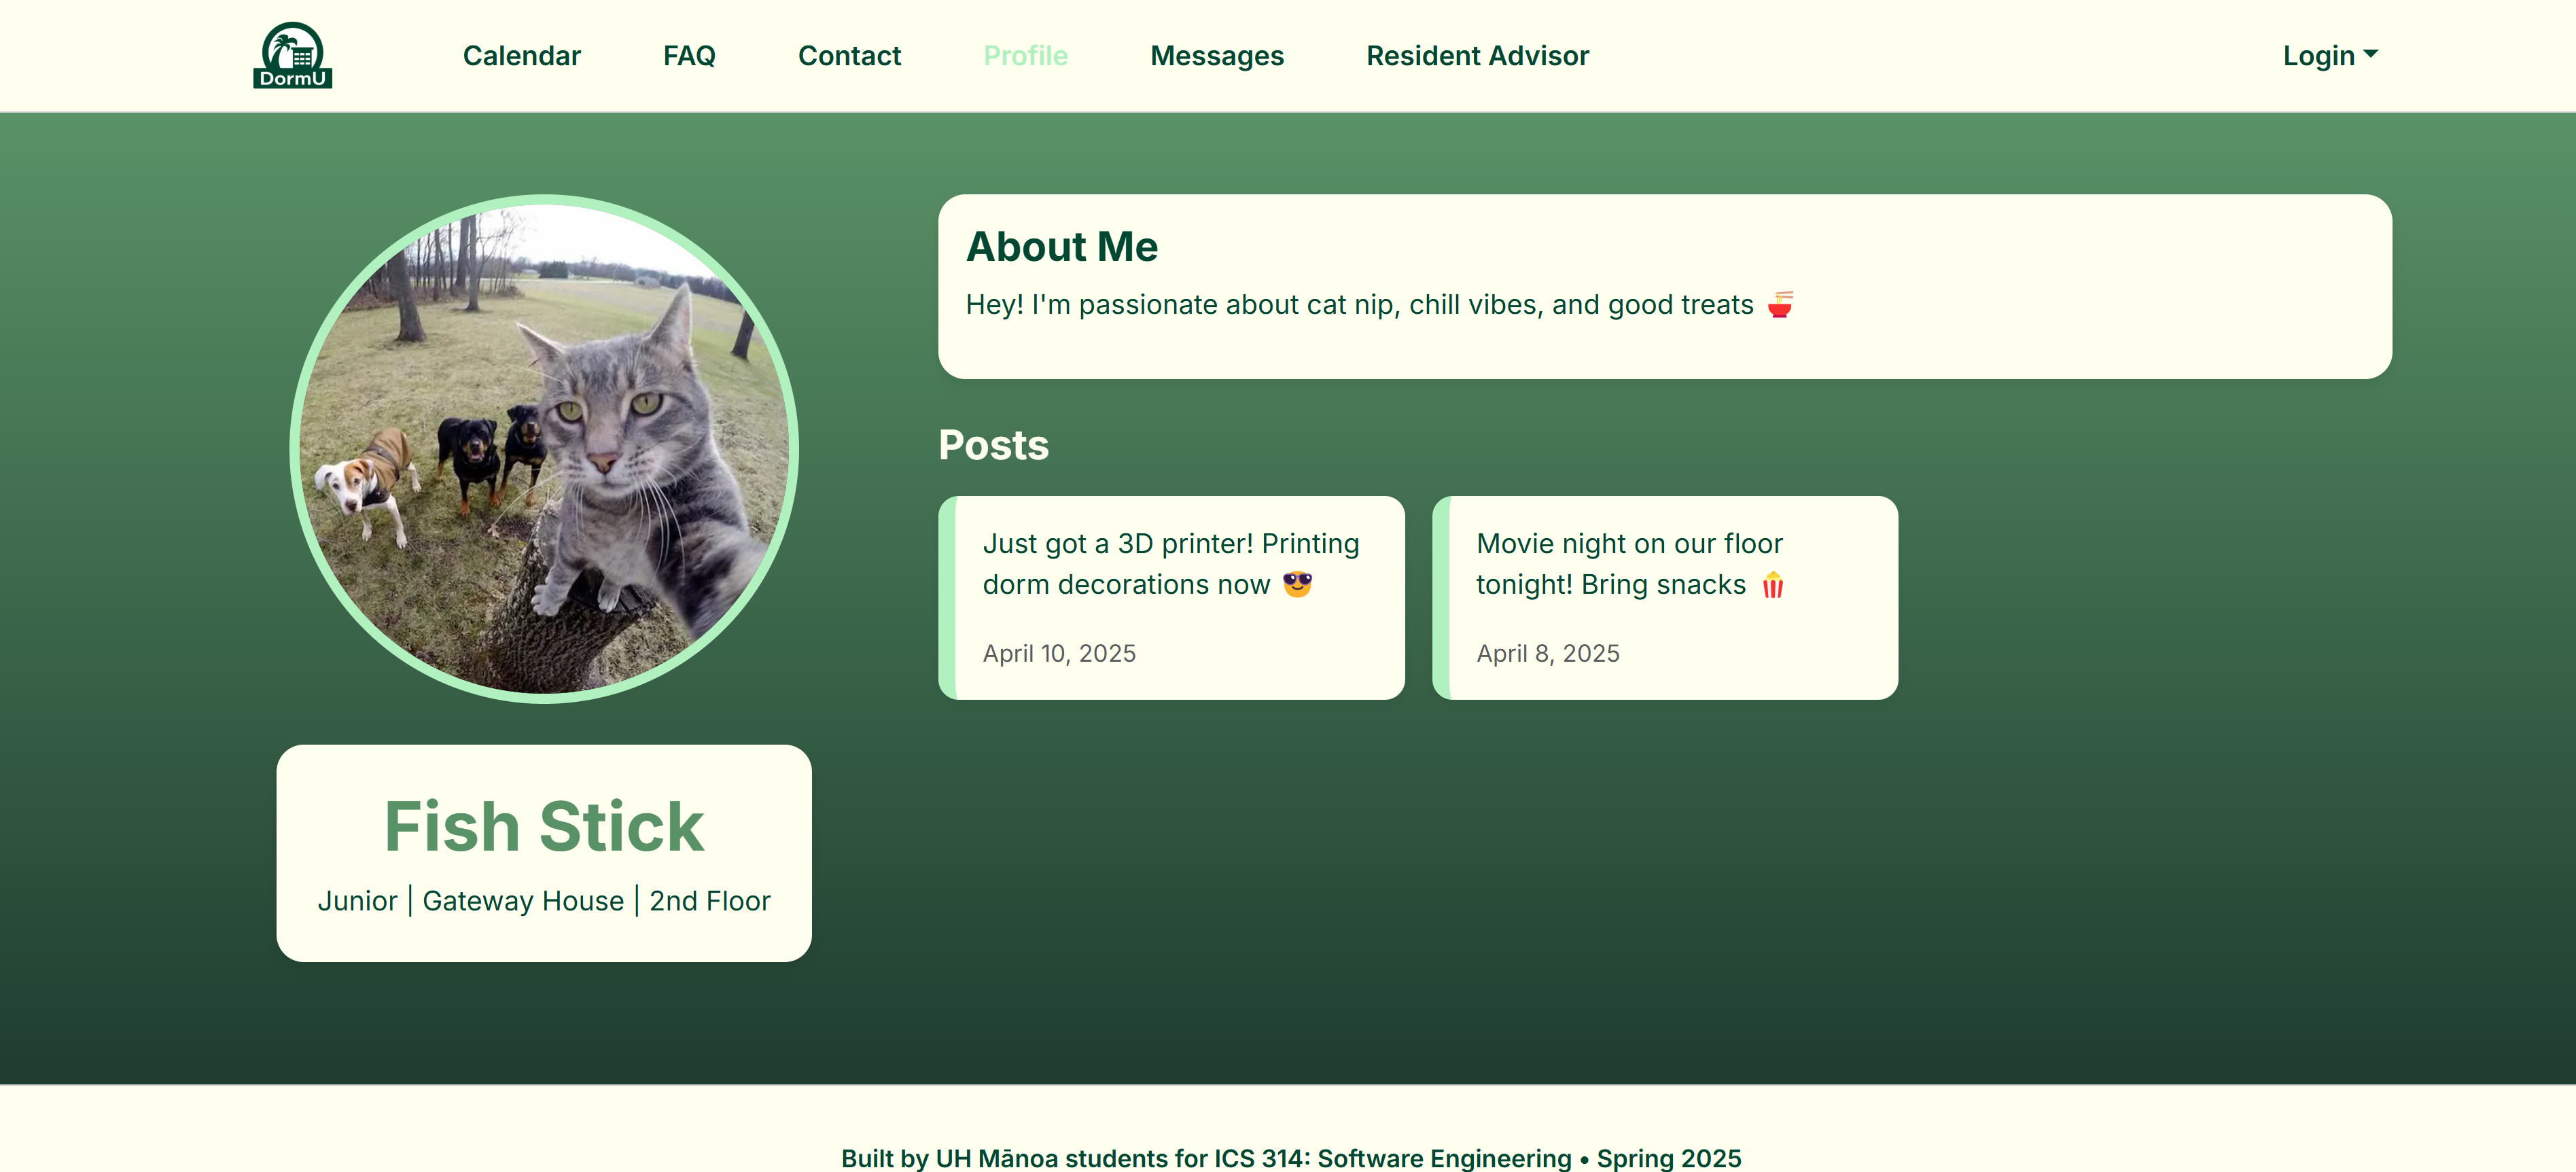 DormU
Calendar
FAQ
Contact
Profile
Messages
Resident Advisor
Login
About Me
Hey! I'm passionate about cat nip, chill vibes, and good treats 🍜
Posts
Just got a 3D printer! Printing
dorm decorations now 😎
April 10, 2025
Movie night on our floor
tonight! Bring snacks 🍿
April 8, 2025
Fish Stick
Junior | Gateway House | 2nd Floor
Built by UH Mānoa students for ICS 314: Software Engineering • Spring 2025